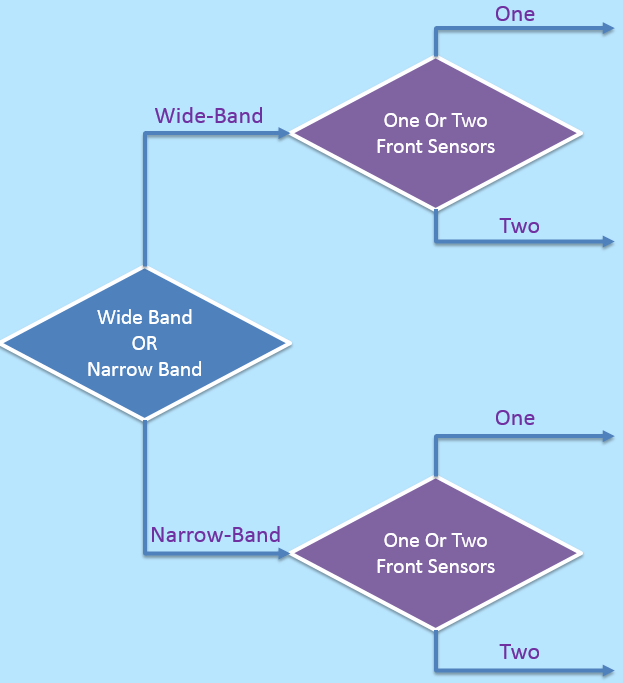 One
Wide-Band
One Or Two
Front Sensors
Two
Wide Band
OR
Narrow Band
One
Narrow-Band
One Or Two
Front Sensors
Two